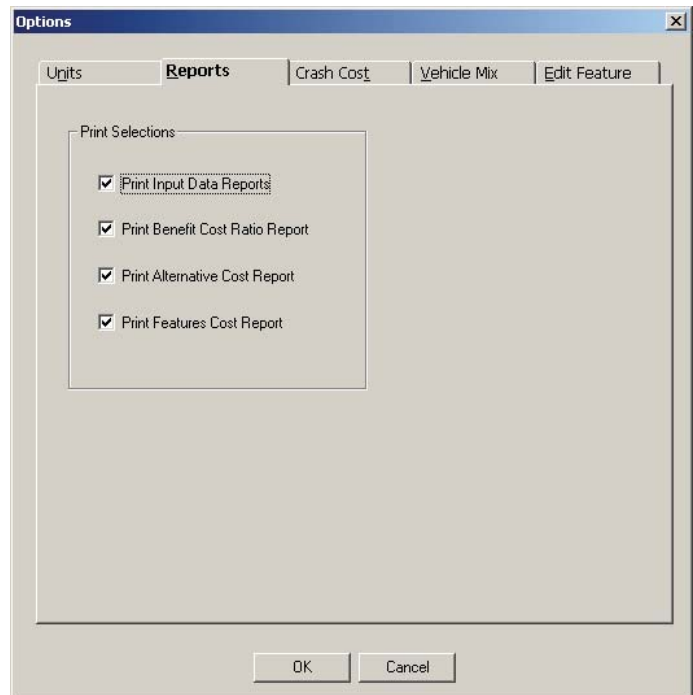 Options
Units Reports Crash Cost Vehicle Mix Edit Feature
Print Selections
Print Input Data Reports
Print Benefit Cost Ratio Report
Print Alternative Cost Report
Print Features Cost Report
OK Cancel